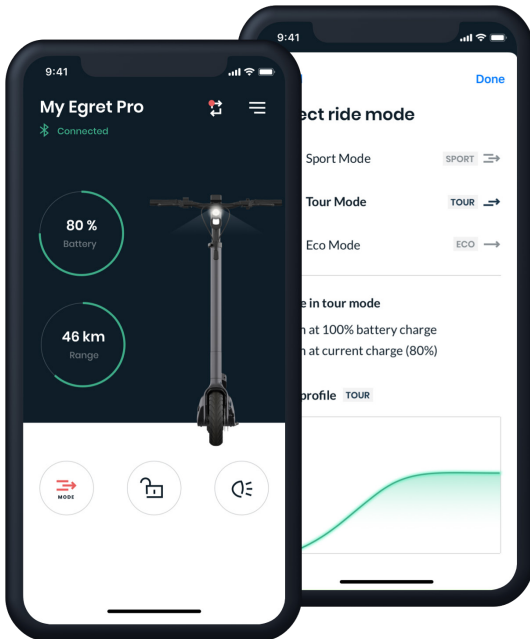 9:41
My Egret Pro
Connected
80 %
Battery
46 km
Range
MODE
9:41
Done
ect ride mode
Sport Mode SPORT
Tour Mode TOUR
Eco Mode ECO
e in tour mode
n at 100% battery charge
n at current charge (80%)
profile TOUR